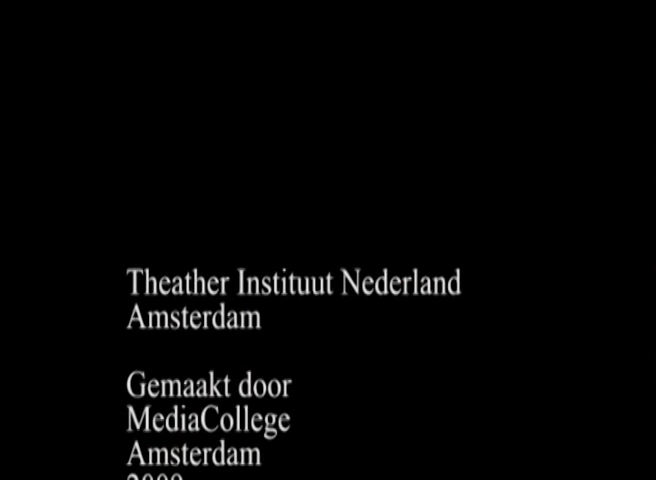 Theather Instituut Nederland
Amsterdam
Gemaakt door
MediaCollege
Amsterdam